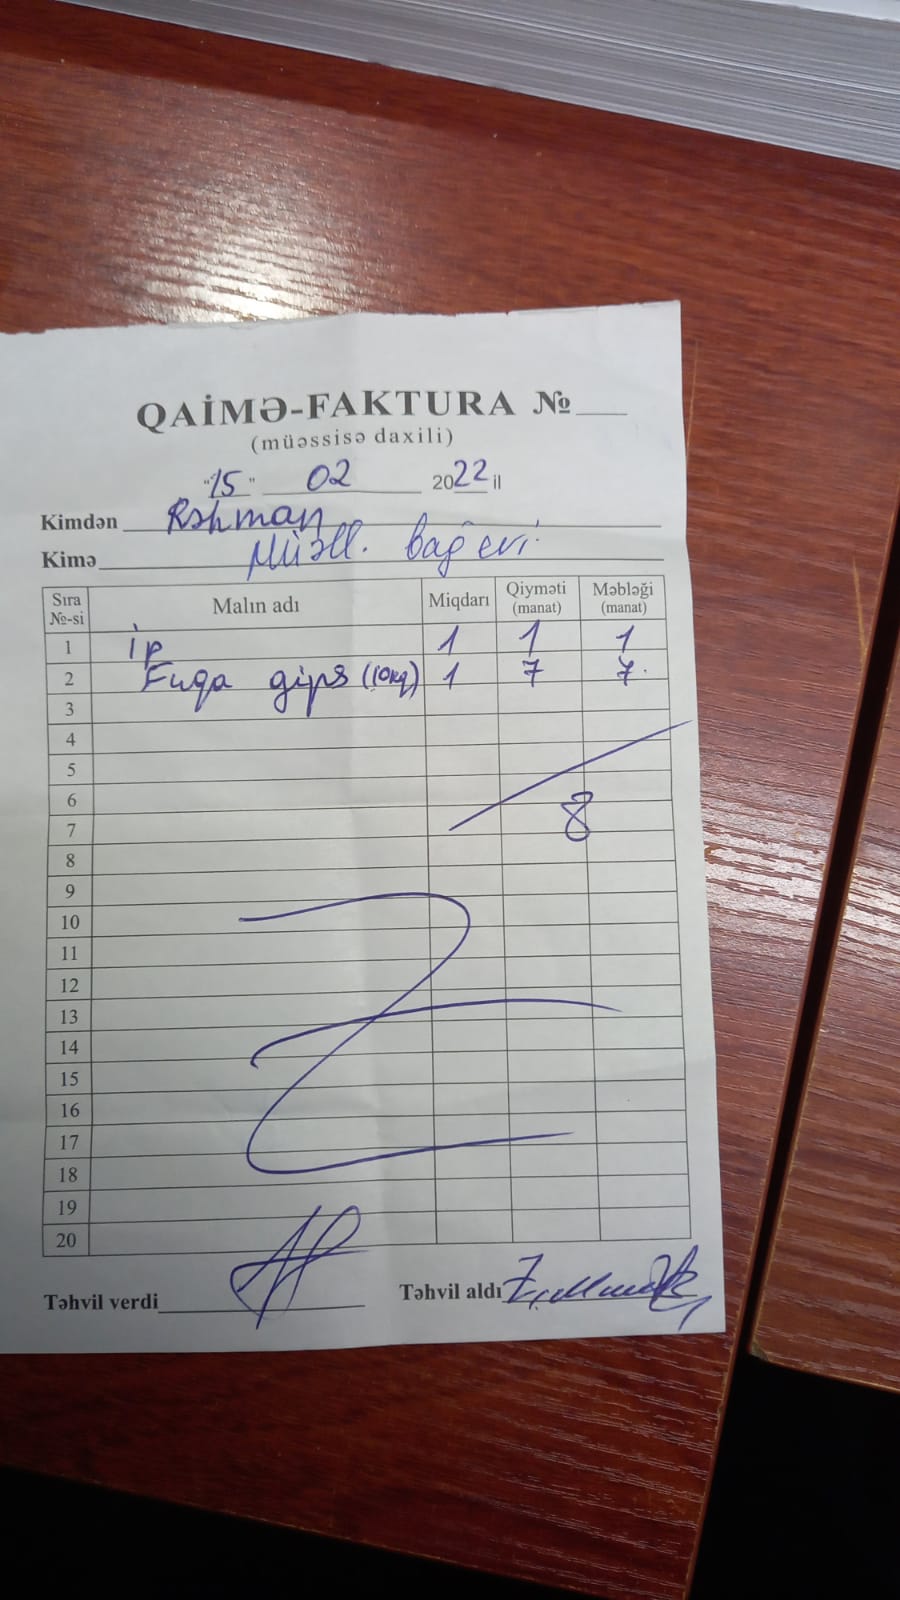 QAİMƏ-FAKTURA №
(müəssisə daxili)
"15" 02 2022 il
Kimdən Rəhman
Kimə Müəll. bağ evi.
Sıra №-si Malın adı Miqdarı Qiyməti (manat) Məbləği (manat)
1 ip 1 1 1
2 Fuqa gips (10kq) 1 7 7.
3
4
5
6
7 8
8
9
10
11
12
13
14
15
16
17
18
19
20
Təhvil verdi Təhvil aldı